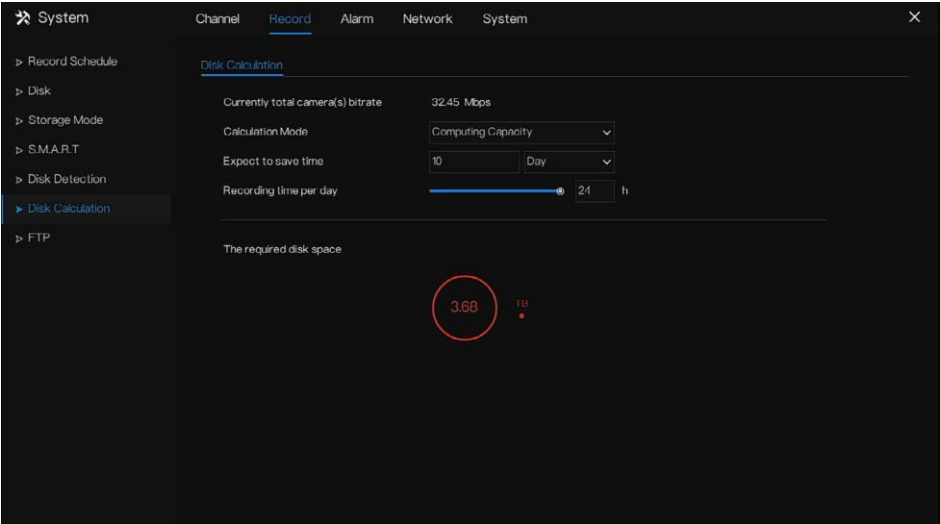 System Channel Record Alarm Network System
Record Schedule
Disk
Storage Mode
S.M.A.R.T
Disk Detection
Disk Calculation
FTP
Disk Calculation
Currently total camera(s) bitrate 32.45 Mbps
Calculation Mode Computing Capacity
Expect to save time 10 Day
Recording time per day 24 h
The required disk space
3.68 TB